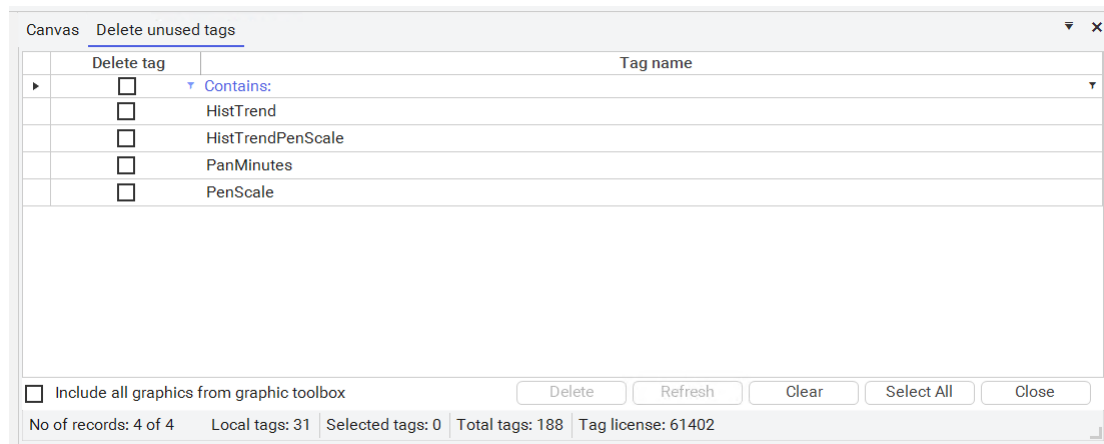 Canvas Delete unused tags
Delete tag Tag name
Contains:
HistTrend
HistTrendPenScale
PanMinutes
PenScale
Include all graphics from graphic toolbox Delete Refresh Clear Select All Close
No of records: 4 of 4 Local tags: 31 Selected tags: 0 Total tags: 188 Tag license: 61402